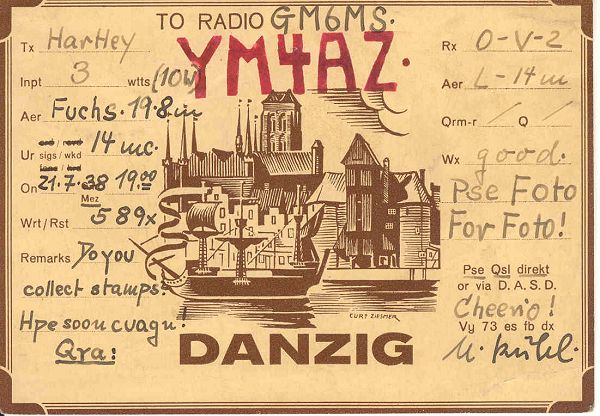 TO RADIO GM6MS.
YM4AZ.
Tx Hartley
Inpt 3 wtts (10W)
Aer Fuchs. 19.8 m
Ur sigs / wkd 14 mc.
On 21.7.38 19.00
Mez
Wrt/Rst 589x
Remarks Do you
collect stamps?
Hpe soon cuagn!
Qra:
Rx O-V-2
Aer L-14 m
Qrm-r / Q /
Wx good.
Pse Foto
For Foto!
Pse Qsl direkt
or via D.A.S.D.
Cheerio!
Vy 73 es fb dx
CURT ZIESMER
DANZIG